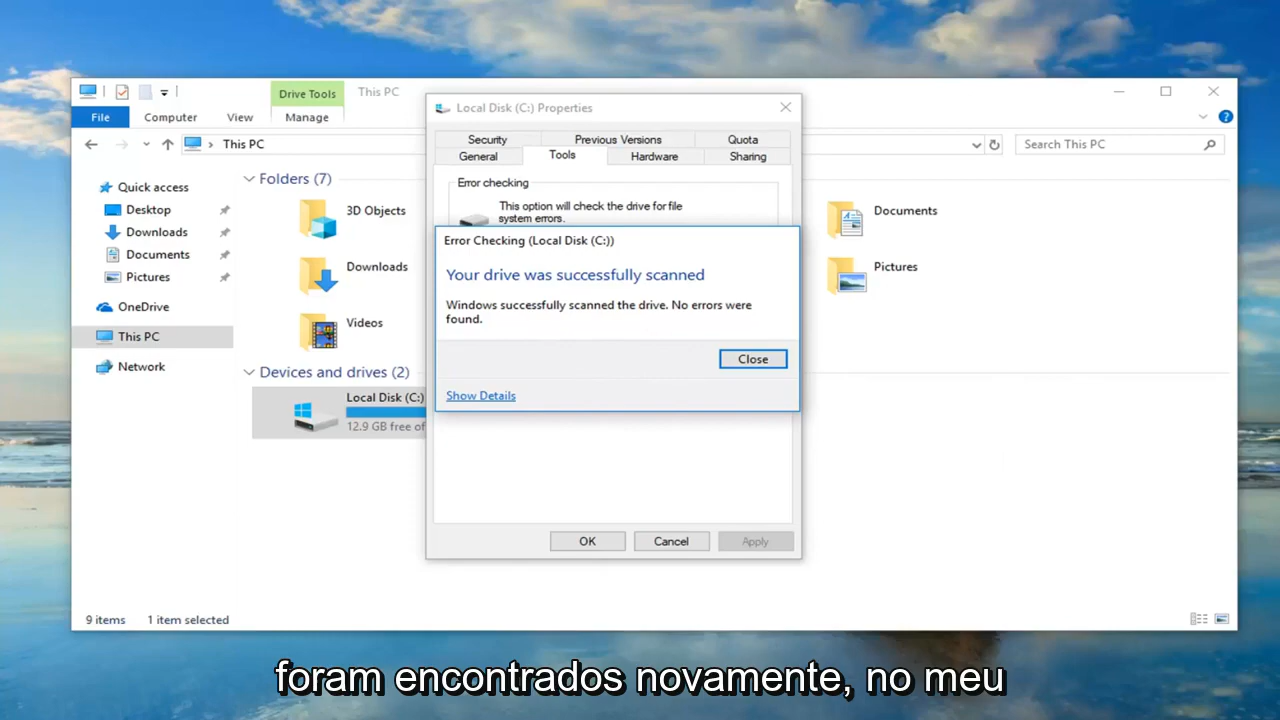 Drive Tools
This PC
File
Computer
View
Manage
This PC
Search This PC
Quick access
Desktop
Downloads
Documents
Pictures
OneDrive
This PC
Network
Folders (7)
3D Objects
Downloads
Videos
Documents
Pictures
Devices and drives (2)
Local Disk (C:)
12.9 GB free of
Local Disk (C:) Properties
Security
Previous Versions
Quota
General
Tools
Hardware
Sharing
Error checking
This option will check the drive for file
system errors.
Error Checking (Local Disk (C:))
Your drive was successfully scanned
Windows successfully scanned the drive. No errors were
found.
Close
Show Details
OK
Cancel
Apply
9 items
1 item selected
foram encontrados novamente, no meu